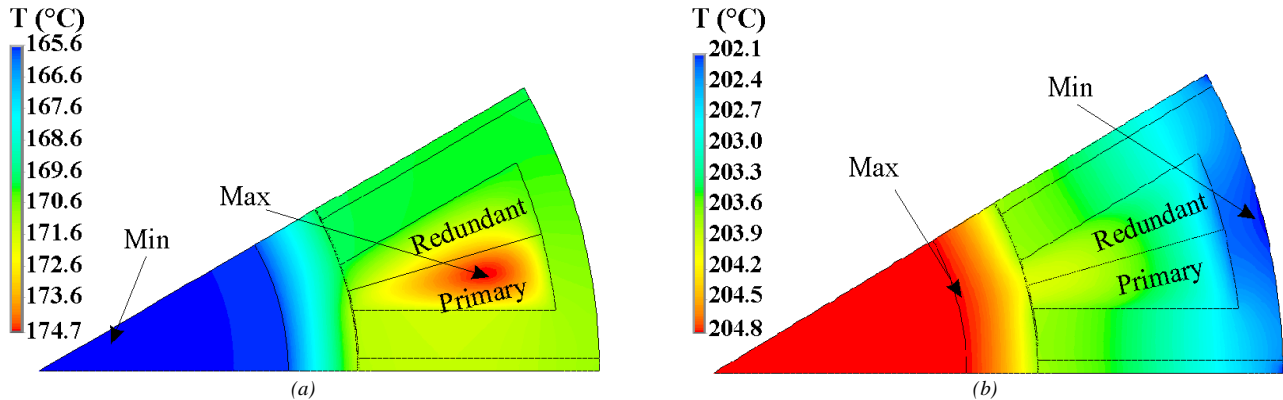 T (°C)
165.6
166.6
167.6
168.6
169.6
170.6
171.6
172.6
173.6
174.7
Min
Max
Redundant
Primary
(a)
T (°C)
202.1
202.4
202.7
203.0
203.3
203.6
203.9
204.2
204.5
204.8
Max
Min
Redundant
Primary
(b)